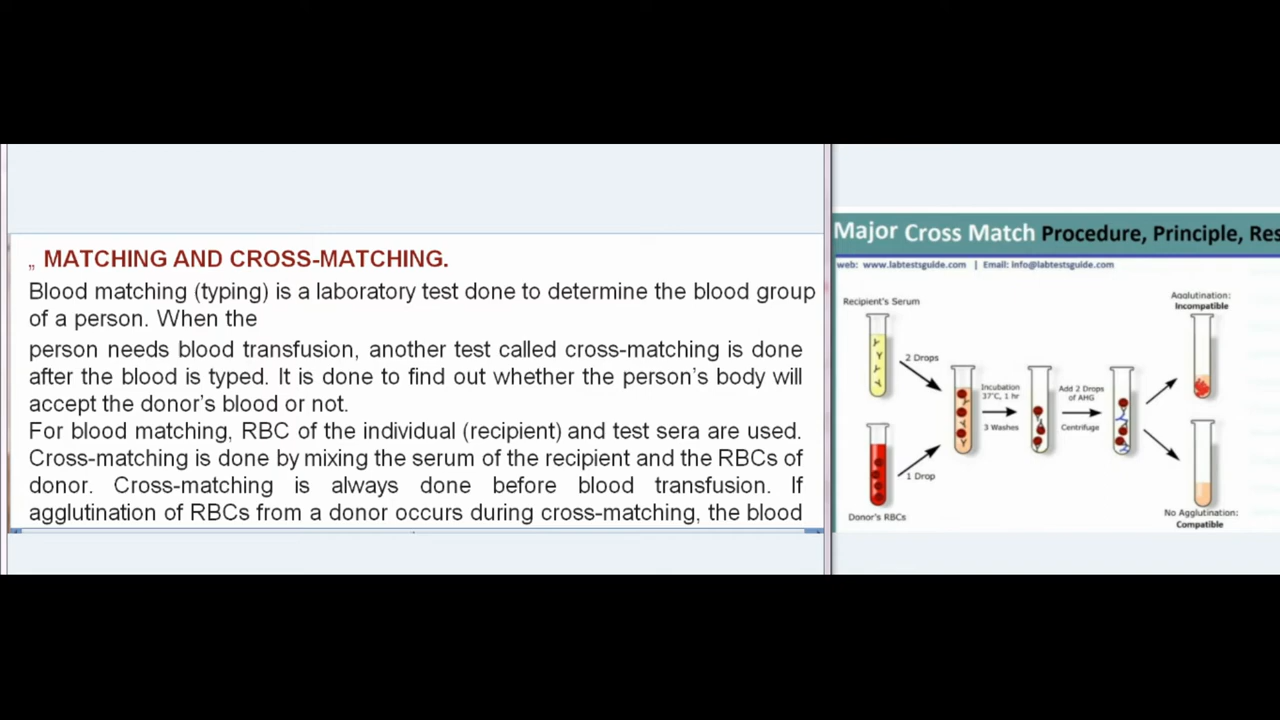 „ MATCHING AND CROSS-MATCHING.
Blood matching (typing) is a laboratory test done to determine the blood group
of a person. When the
person needs blood transfusion, another test called cross-matching is done
after the blood is typed. It is done to find out whether the person's body will
accept the donor's blood or not.
For blood matching, RBC of the individual (recipient) and test sera are used.
Cross-matching is done by mixing the serum of the recipient and the RBCs of
donor. Cross-matching is always done before blood transfusion. If
agglutination of RBCs from a donor occurs during cross-matching, the blood
Major Cross Match Procedure, Principle, Res
web: www.labtestsguide.com | Email: info@labtestsguide.com
Recipient's Serum
2 Drops
Donor's RBCs
1 Drop
Incubation
37°C, 1 hr
3 Washes
Add 2 Drops
of AHG
Centrifuge
Agglutination:
Incompatible
No Agglutination:
Compatible